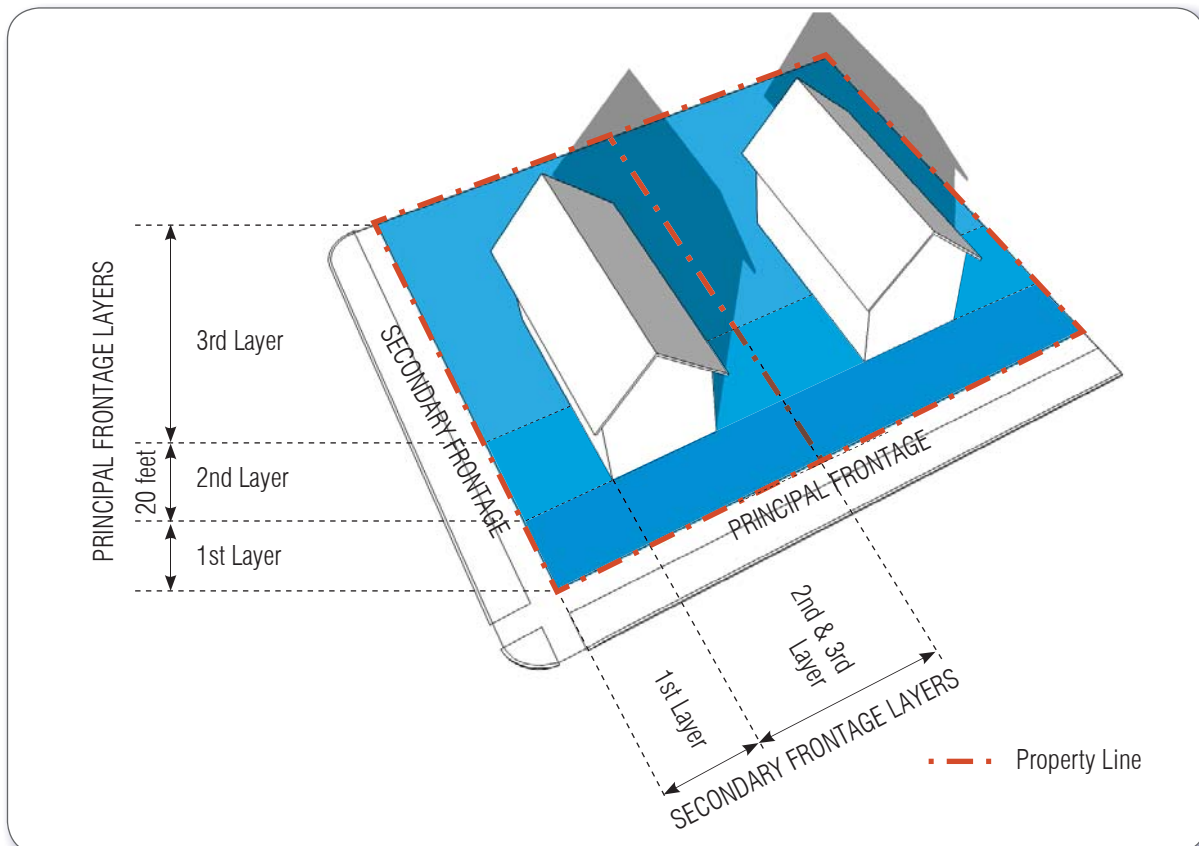 PRINCIPAL FRONTAGE LAYERS
3rd Layer
20 feet
2nd Layer
1st Layer
SECONDARY FRONTAGE
PRINCIPAL FRONTAGE
1st Layer
2nd & 3rd
Layer
SECONDARY FRONTAGE LAYERS
Property Line